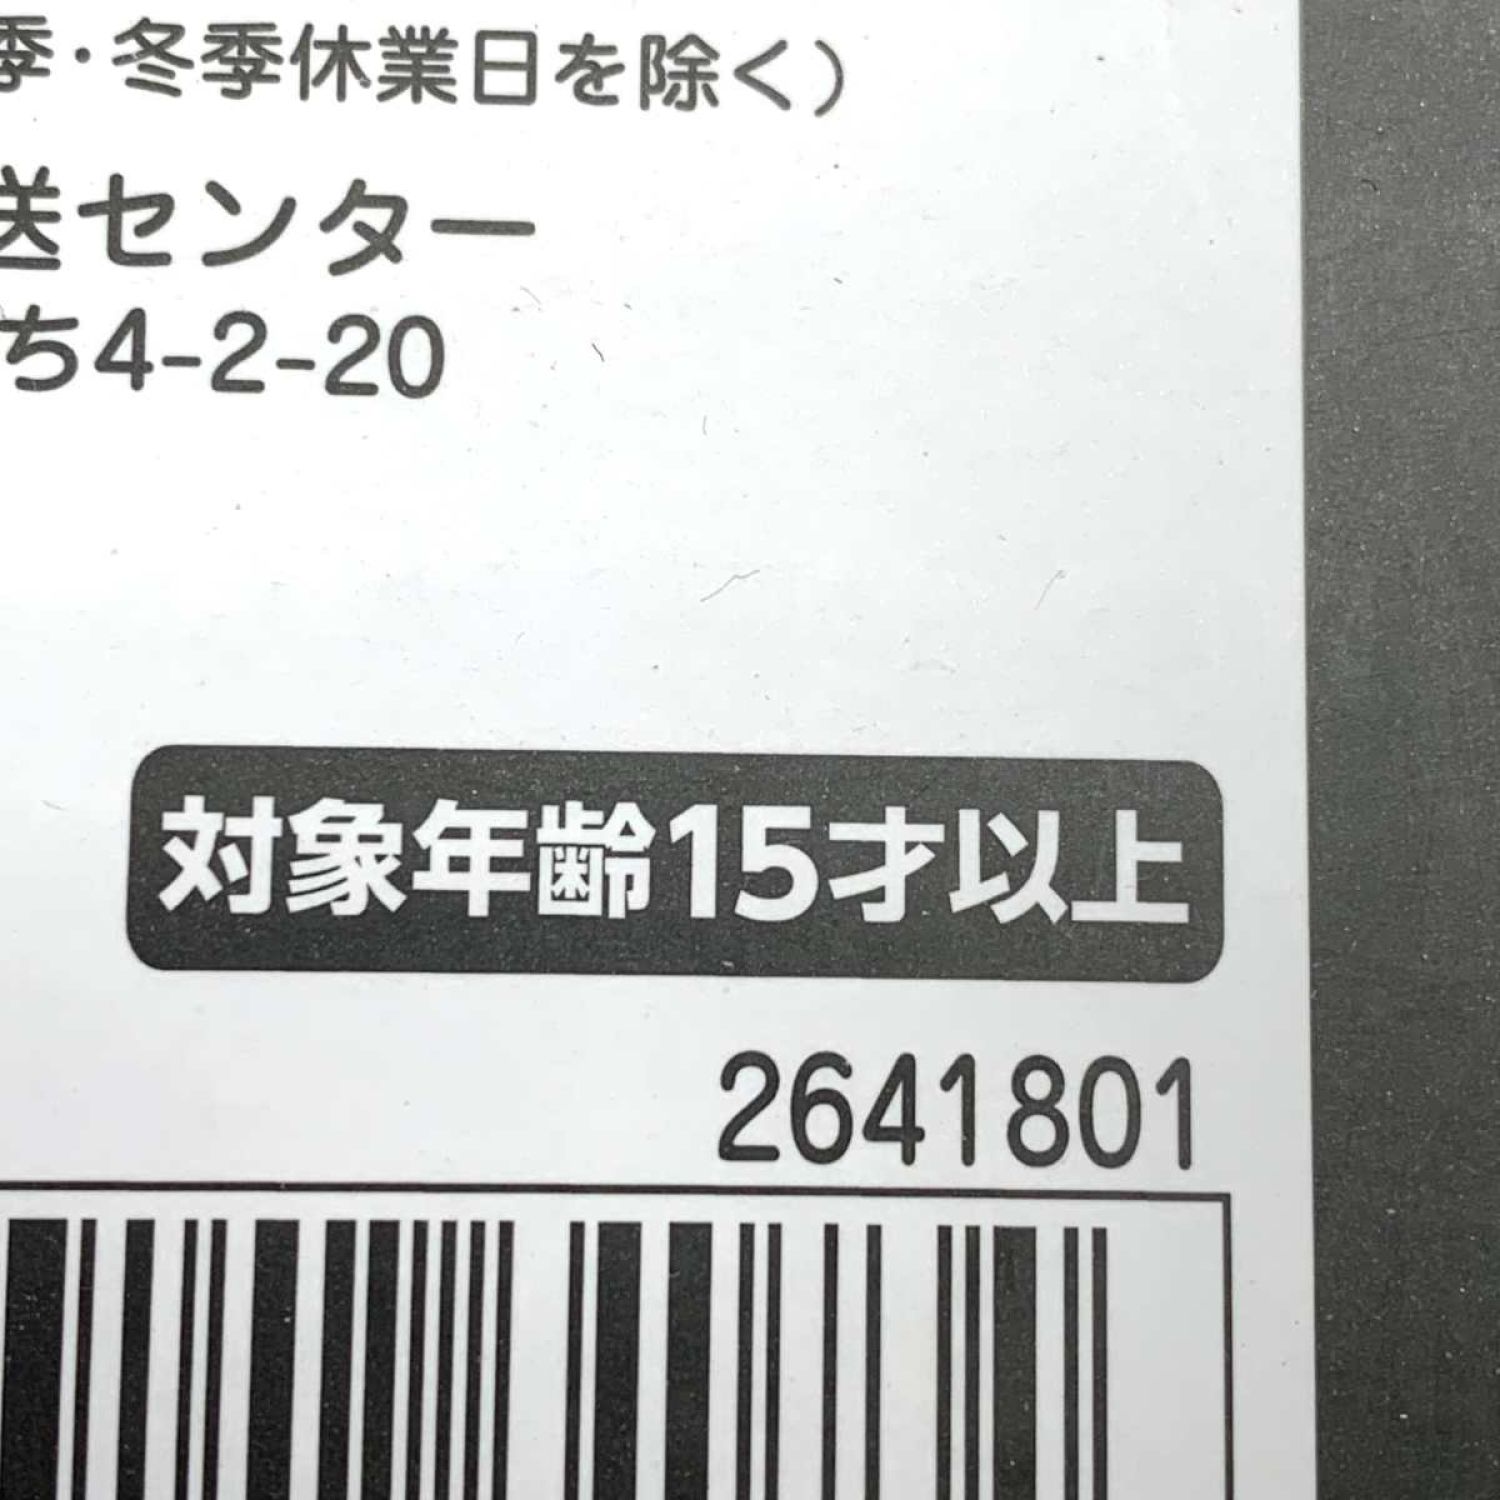 季・冬季休業日を除く）
送センター
ち4-2-20
対象年齢15才以上
2641801